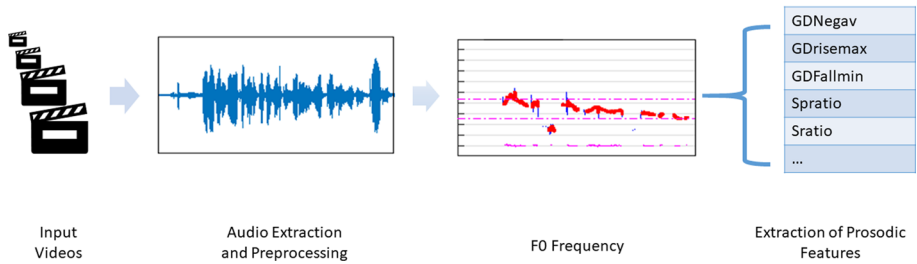 GDNegav
GDrisemax
GDFallmin
Spratio
Sratio
...
Input
Videos
Audio Extraction
and Preprocessing
F0 Frequency
Extraction of Prosodic
Features